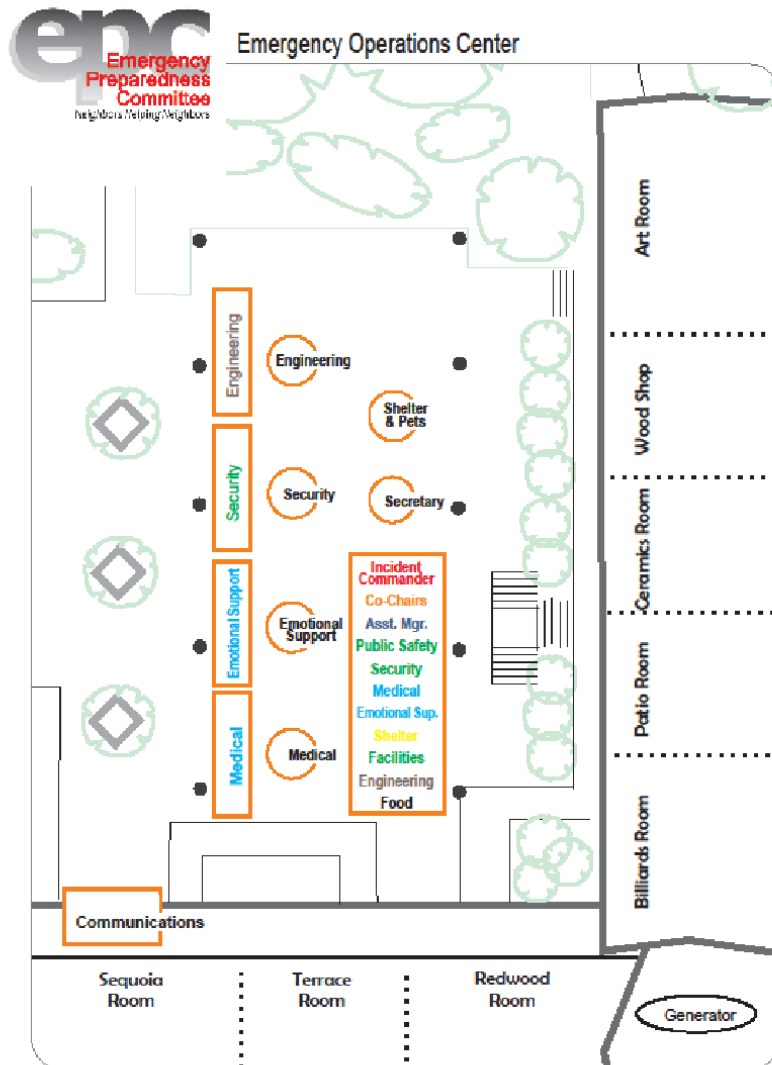 epc
Emergency
Preparedness
Committee
Neighbors Helping Neighbors
Emergency Operations Center
Art Room
Wood Shop
Ceramics Room
Patio Room
Billiards Room
Engineering
Engineering
Shelter
& Pets
Security
Security
Secretary
Emotional Support
Emotional
Support
Medical
Medical
Incident
Commander
Co-Chairs
Asst. Mgr.
Public Safety
Security
Medical
Emotional Sup.
Shelter
Facilities
Engineering
Food
Communications
Sequoia
Room
Terrace
Room
Redwood
Room
Generator